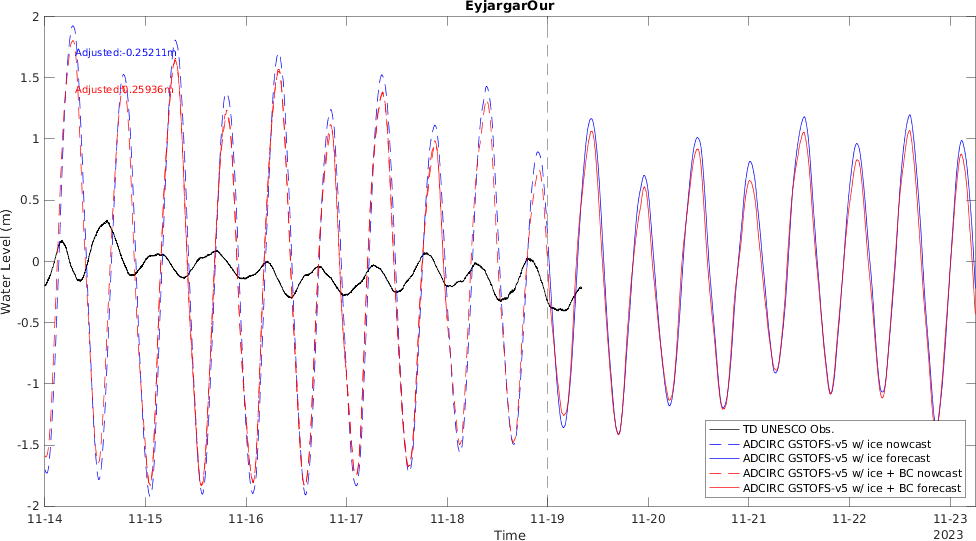 EyjargarOur
Adjusted:-0.25211m
Adjusted:0.25936m
2
1.5
1
0.5
0
-0.5
-1
-1.5
-2
Water Level (m)
TD UNESCO Obs.
ADCIRC GSTOFS-v5 w/ ice nowcast
ADCIRC GSTOFS-v5 w/ ice forecast
ADCIRC GSTOFS-v5 w/ ice + BC nowcast
ADCIRC GSTOFS-v5 w/ ice + BC forecast
11-14 11-15 11-16 11-17 11-18 11-19 11-20 11-21 11-22 11-23
Time
2023